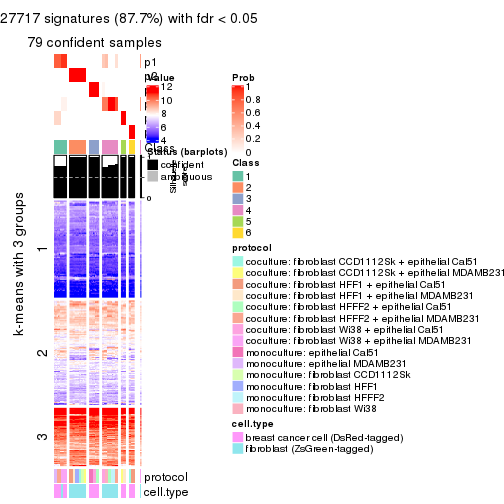 27717 signatures (87.7%) with fdr < 0.05
79 confident samples
p1
Value
12
10
8
6
4
Class
Status (barplots)
confident
ambiguous
0
k-means with 3 groups
1
2
3
protocol
cell.type
Prob
1
0.8
0.6
0.4
0.2
0
Class
1
2
3
4
5
6
protocol
coculture: fibroblast CCD1112Sk + epithelial Cal51
coculture: fibroblast CCD1112Sk + epithelial MDAMB231
coculture: fibroblast HFF1 + epithelial Cal51
coculture: fibroblast HFF1 + epithelial MDAMB231
coculture: fibroblast HFFF2 + epithelial Cal51
coculture: fibroblast HFFF2 + epithelial MDAMB231
coculture: fibroblast Wi38 + epithelial Cal51
coculture: fibroblast Wi38 + epithelial MDAMB231
monoculture: epithelial Cal51
monoculture: epithelial MDAMB231
monoculture: fibroblast CCD1112Sk
monoculture: fibroblast HFF1
monoculture: fibroblast HFFF2
monoculture: fibroblast Wi38
cell.type
breast cancer cell (DsRed-tagged)
fibroblast (ZsGreen-tagged)